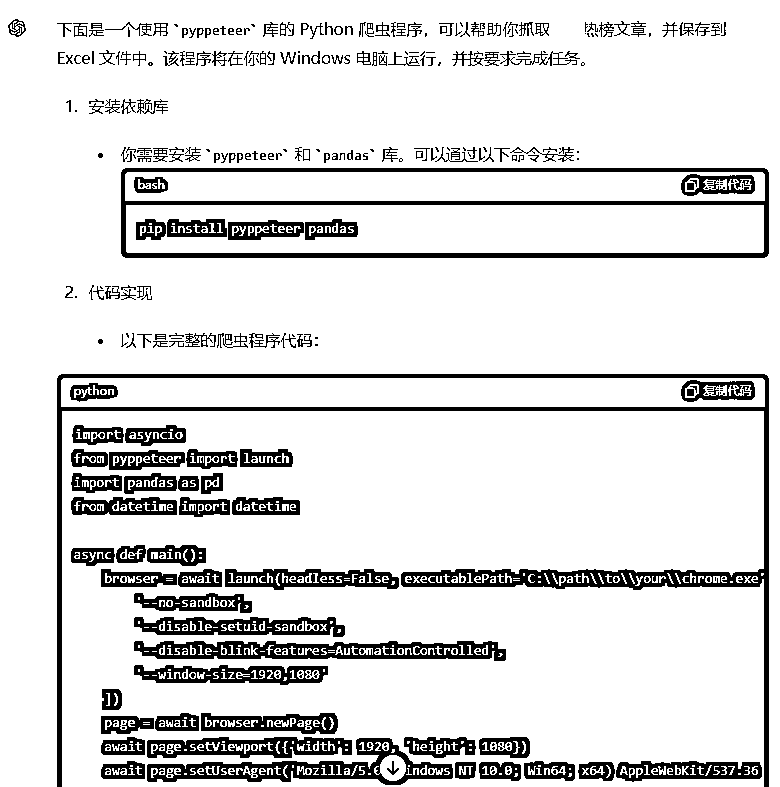 下面是一个使用 `pyppeteer` 库的 Python 爬虫程序，可以帮助你抓取 热榜文章，并保存到
Excel 文件中。该程序将在你的 Windows 电脑上运行，并按要求完成任务。
1. 安装依赖库
• 你需要安装 `pyppeteer` 和 `pandas` 库。可以通过以下命令安装：
bash 复制代码
pip install pyppeteer pandas
2. 代码实现
• 以下是完整的爬虫程序代码：
python 复制代码
import asyncio
from pyppeteer import launch
import pandas as pd
from datetime import datetime
async def main():
browser = await launch(headless=False, executablePath='C:\\path\\to\\your\\chrome.exe'
'--no-sandbox',
'--disable-setuid-sandbox',
'--disable-blink-features=AutomationControlled',
'--window-size=1920,1080'
])
page = await browser.newPage()
await page.setViewport({'width': 1920, 'height': 1080})
await page.setUserAgent('Mozilla/5.0 indows NT 10.0; Win64; x64) AppleWebKit/537.36